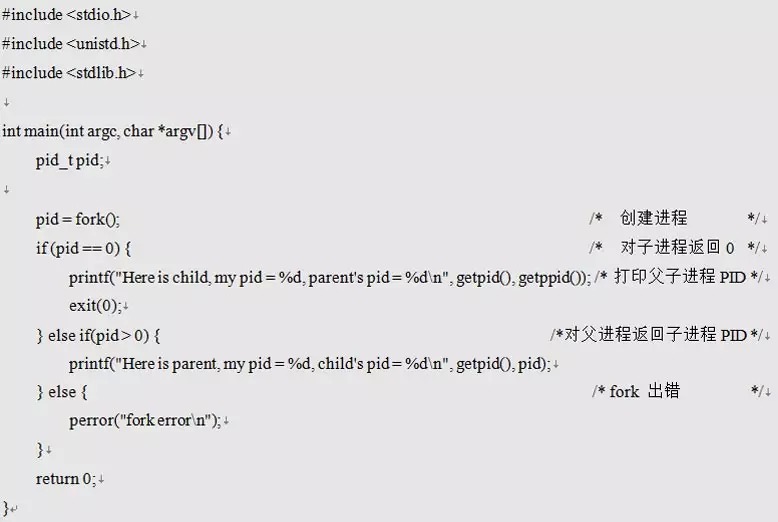 #include <stdio.h>↓
#include <unistd.h>↓
#include <stdlib.h>↓
↓
int main(int argc, char *argv[]) {↓
pid_t pid;↓
↓
pid = fork(); /* 创建进程 */↓
if (pid == 0) { /* 对子进程返回 0 */↓
printf("Here is child, my pid = %d, parent's pid = %d\n", getpid(), getppid()); /* 打印父子进程 PID */↓
exit(0);↓
} else if(pid > 0) { /*对父进程返回子进程 PID */↓
printf("Here is parent, my pid = %d, child's pid = %d\n", getpid(), pid);↓
} else { /* fork 出错 */↓
perror("fork error\n");↓
}↓
return 0;↓
}↵